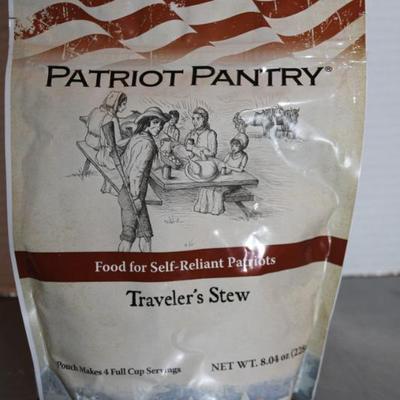 PATRIOT PANTRY®
Food for Self-Reliant Patriots
Traveler's Stew
Pouch Makes 4 Full Cup Servings
NET WT. 8.04 oz (228